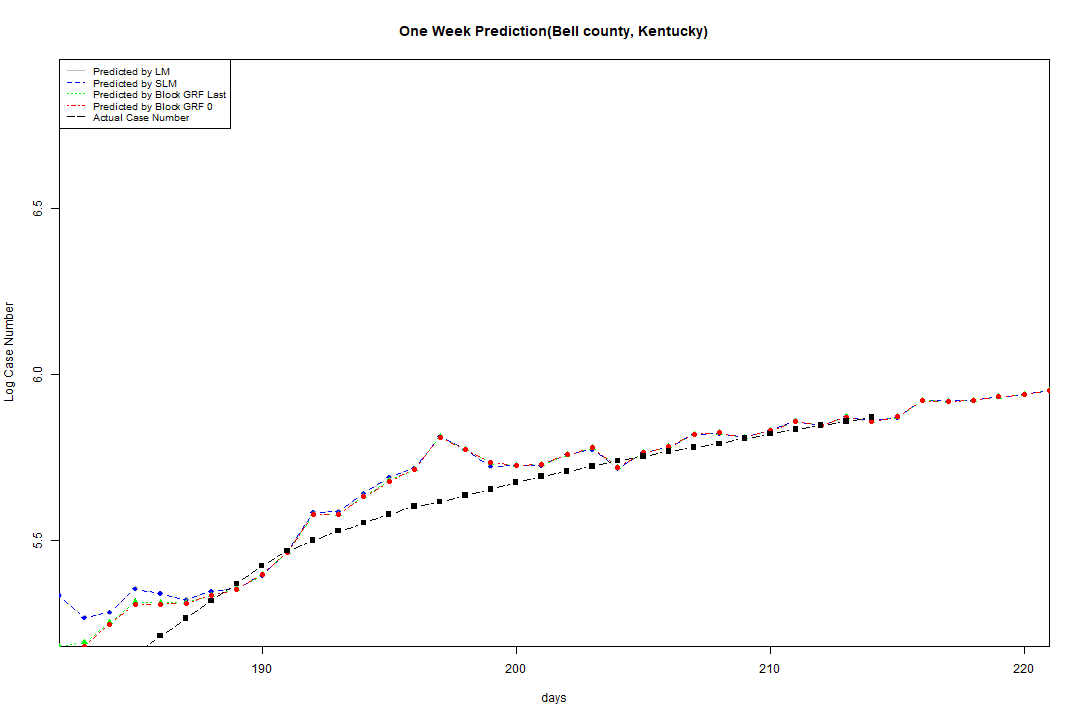 One Week Prediction(Bell county, Kentucky)
Predicted by LM
Predicted by SLM
Predicted by Block GRF Last
Predicted by Block GRF 0
Actual Case Number
6.5
6.0
5.5
Log Case Number
190
200
210
220
days